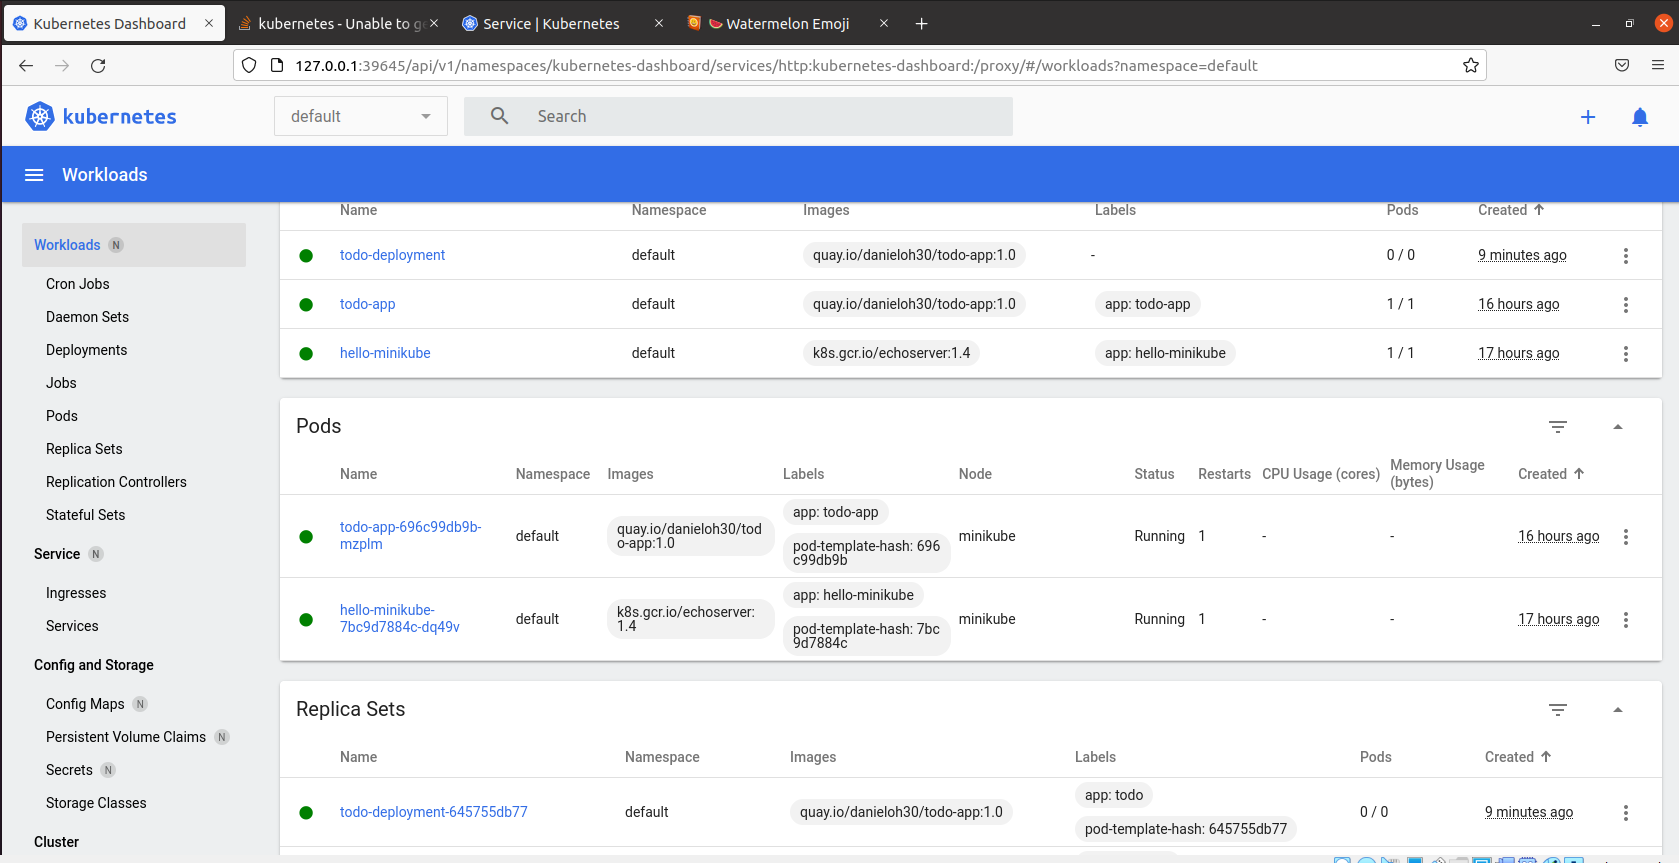 Kubernetes Dashboard
kubernetes - Unable to ge
Service | Kubernetes
Watermelon Emoji
127.0.0.1:39645/api/v1/namespaces/kubernetes-dashboard/services/http:kubernetes-dashboard:/proxy/#/workloads?namespace=default
kubernetes
default
Search
Workloads
Workloads N
Cron Jobs
Daemon Sets
Deployments
Jobs
Pods
Replica Sets
Replication Controllers
Stateful Sets
Service N
Ingresses
Services
Config and Storage
Config Maps N
Persistent Volume Claims N
Secrets N
Storage Classes
Cluster
Name Namespace Images Labels Pods Created
todo-deployment default quay.io/danieloh30/todo-app:1.0 - 0 / 0 9 minutes ago
todo-app default quay.io/danieloh30/todo-app:1.0 app: todo-app 1 / 1 16 hours ago
hello-minikube default k8s.gcr.io/echoserver:1.4 app: hello-minikube 1 / 1 17 hours ago
Pods
Name Namespace Images Labels Node Status Restarts CPU Usage (cores) Memory Usage
(bytes) Created
todo-app-696c99db9b-
mzplm
default
quay.io/danieloh30/tod
o-app:1.0
app: todo-app
pod-template-hash: 696
c99db9b
minikube Running 1 - - 16 hours ago
hello-minikube-
7bc9d7884c-dq49v
default
k8s.gcr.io/echoserver:
1.4
app: hello-minikube
pod-template-hash: 7bc
9d7884c
minikube Running 1 - - 17 hours ago
Replica Sets
Name Namespace Images Labels Pods Created
todo-deployment-645755db77 default quay.io/danieloh30/todo-app:1.0
app: todo
pod-template-hash: 645755db77
0 / 0 9 minutes ago